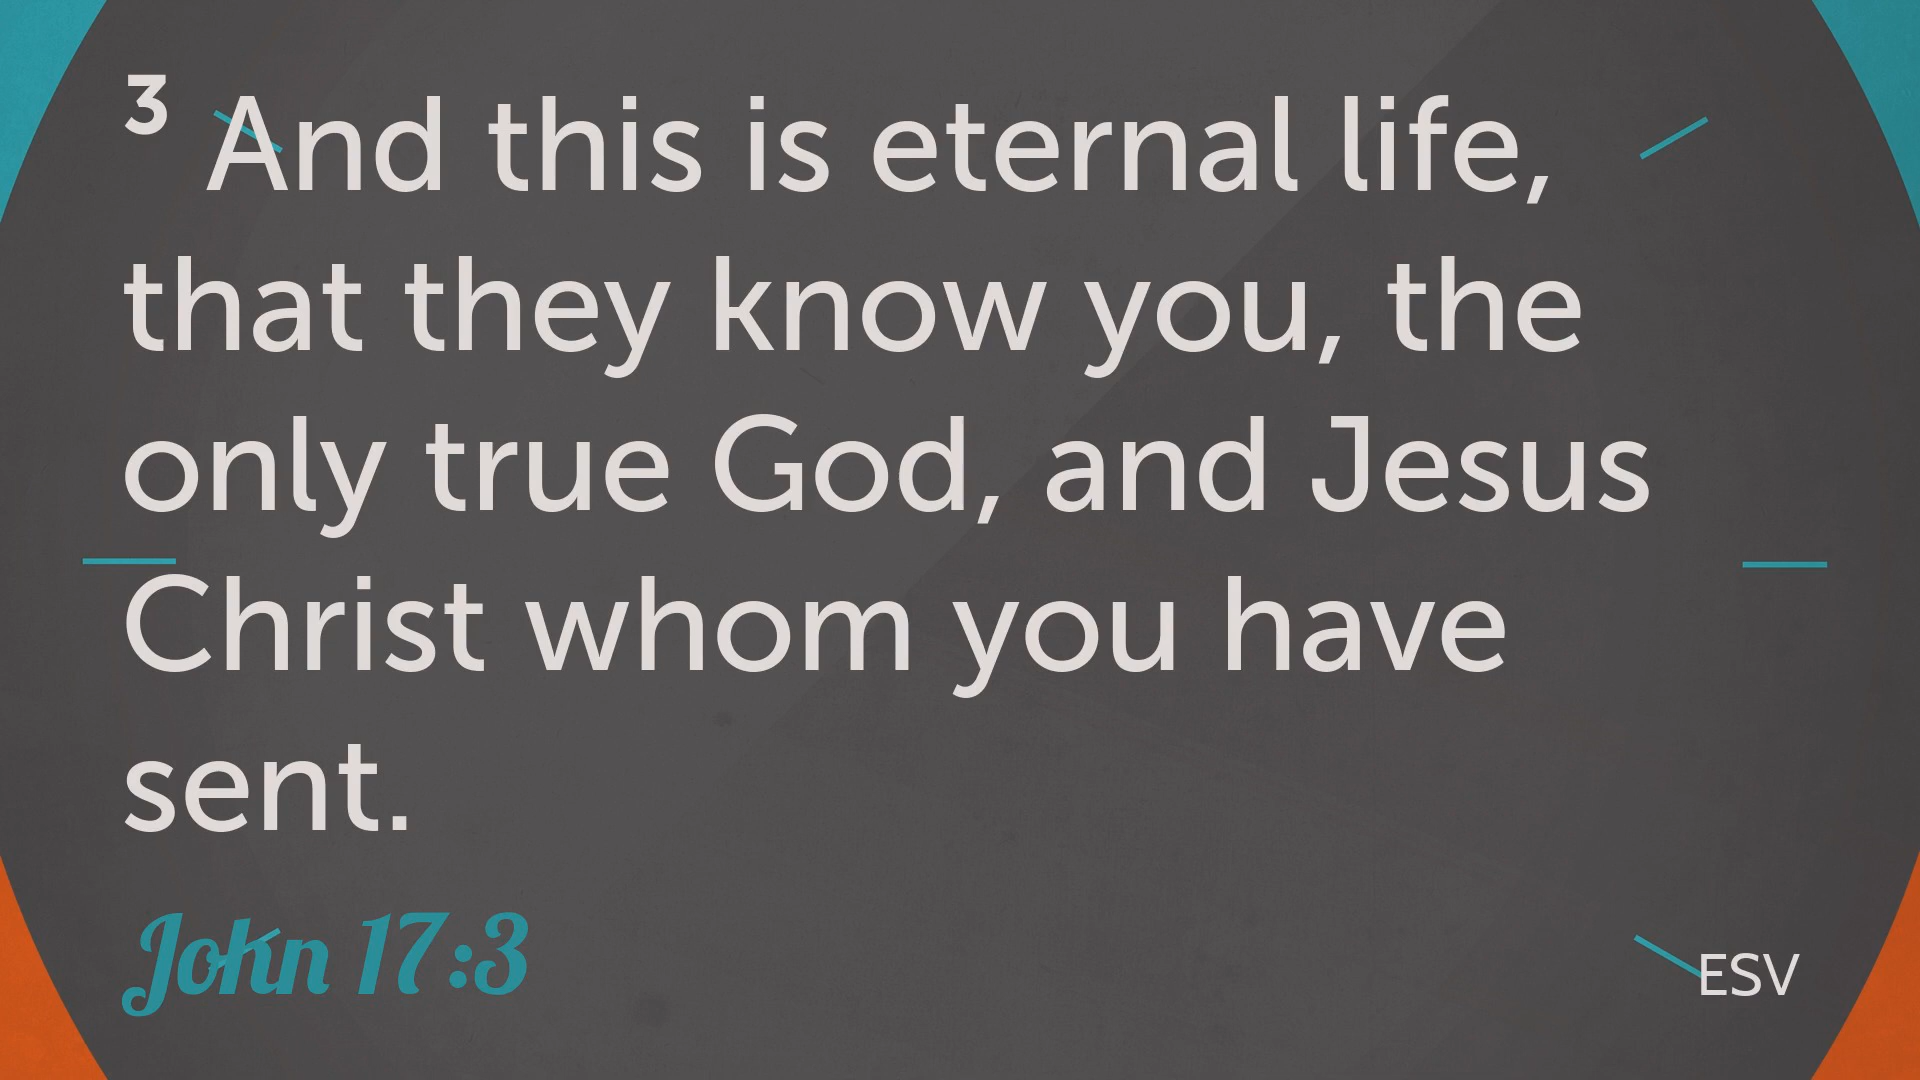 3 And this is eternal life,
that they know you, the
only true God, and Jesus
Christ whom you have
sent.
John 17:3
ESV